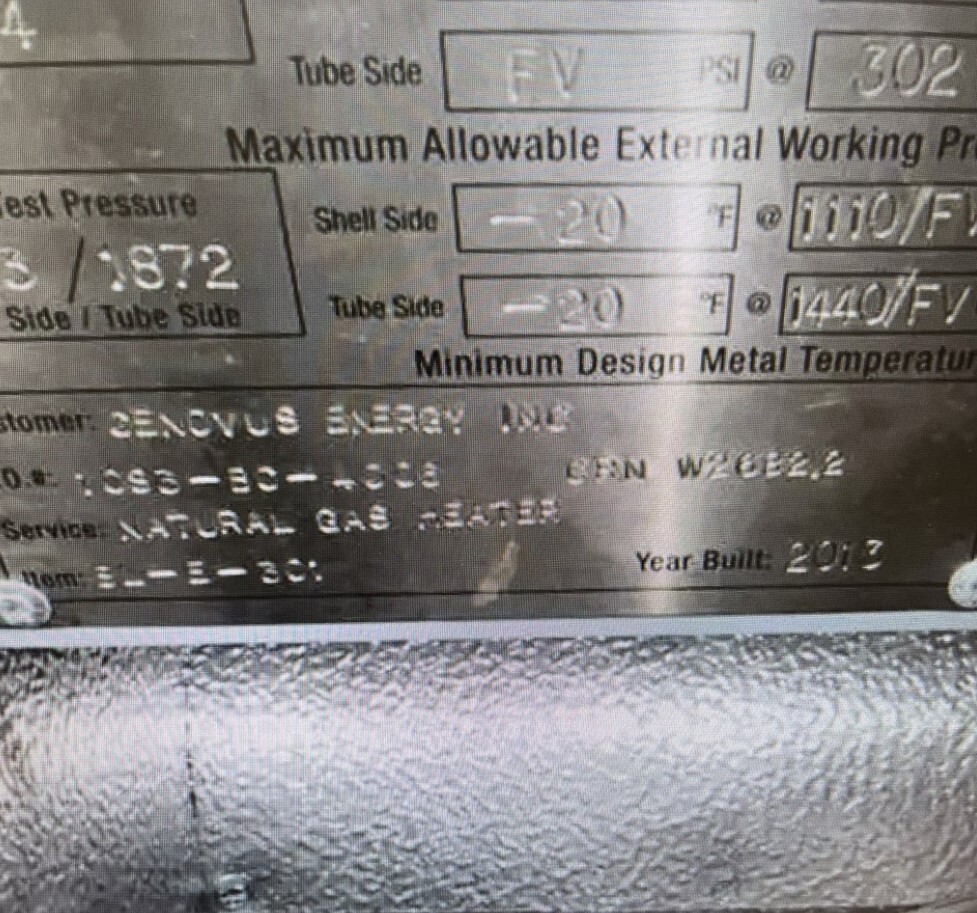 4
Tube Side FV PSI @ 302
Maximum Allowable External Working Pr
est Pressure
Shell Side -20 °F @ 1110/FV
3 / 1872
Side / Tube Side
Tube Side -20 °F @ 1440/FV
Minimum Design Metal Temperatur
stomer: CENOVUS ENERGY INC
O.#: CRN
Service: NATURAL GAS HEATER
Item: Year Built: 2013